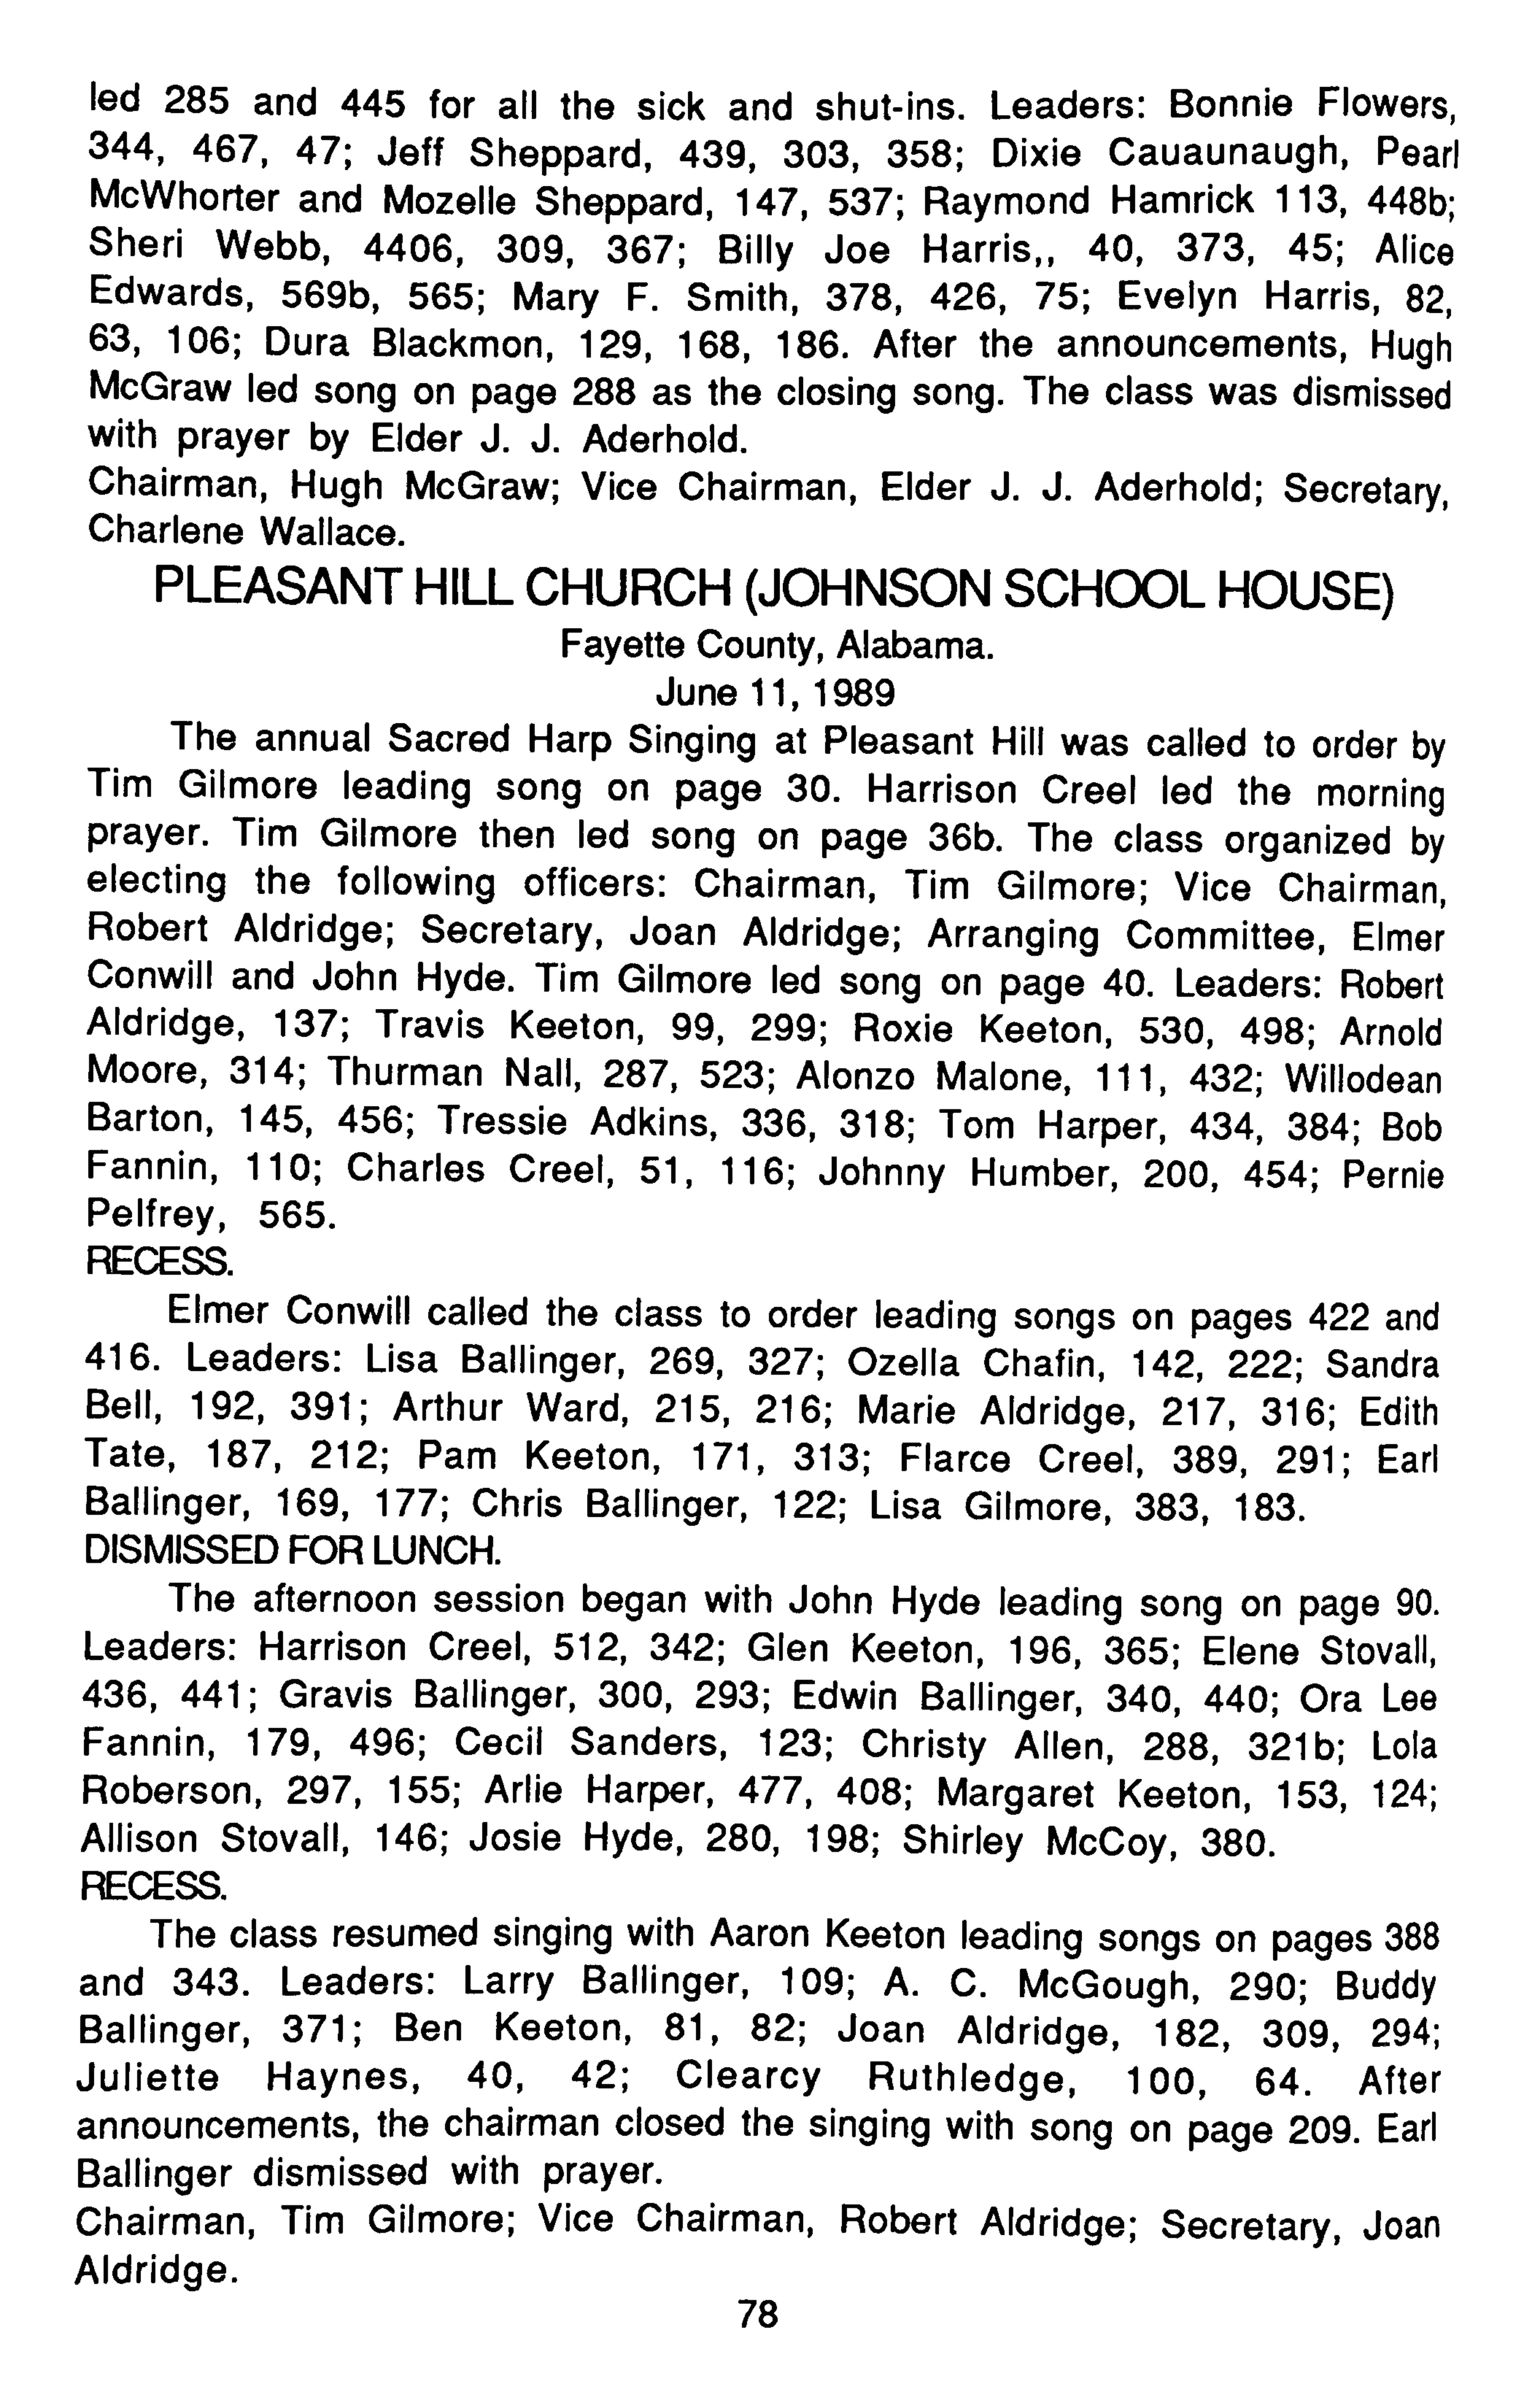 led 285 and 445 for all the sick and shut-ins. Leaders: Bonnie Flowers,
344, 467, 47; Jeff Sheppard, 439, 303, 358; Dixie Cauaunaugh, Pearl
McWhorter and Mozelle Sheppard, 147, 537; Raymond Hamrick 113, 448b;
Sheri Webb, 4406, 309, 367; Billy Joe Harris,, 40, 373, 45; Alice
Edwards, 569b, 565; Mary F. Smith, 378, 426, 75; Evelyn Harris, 82,
63, 106; Dura Blackmon, 129, 168, 186. After the announcements, Hugh
McGraw led song on page 288 as the closing song. The class was dismissed
with prayer by Elder J. J. Aderhold.
Chairman, Hugh McGraw; Vice Chairman, Elder J. J. Aderhold; Secretary,
Charlene Wallace.
PLEASANT HILL CHURCH (JOHNSON SCHOOL HOUSE)
Fayette County, Alabama.
June 11, 1989
The annual Sacred Harp Singing at Pleasant Hill was called to order by
Tim Gilmore leading song on page 30. Harrison Creel led the morning
prayer. Tim Gilmore then led song on page 36b. The class organized by
electing the following officers: Chairman, Tim Gilmore; Vice Chairman,
Robert Aldridge; Secretary, Joan Aldridge; Arranging Committee, Elmer
Conwill and John Hyde. Tim Gilmore led song on page 40. Leaders: Robert
Aldridge, 137; Travis Keeton, 99, 299; Roxie Keeton, 530, 498; Arnold
Moore, 314; Thurman Nall, 287, 523; Alonzo Malone, 111, 432; Willodean
Barton, 145, 456; Tressie Adkins, 336, 318; Tom Harper, 434, 384; Bob
Fannin, 110; Charles Creel, 51, 116; Johnny Humber, 200, 454; Pernie
Pelfrey, 565.
RECESS.
Elmer Conwill called the class to order leading songs on pages 422 and
416. Leaders: Lisa Ballinger, 269, 327; Ozella Chafin, 142, 222; Sandra
Bell, 192, 391; Arthur Ward, 215, 216; Marie Aldridge, 217, 316; Edith
Tate, 187, 212; Pam Keeton, 171, 313; Flarce Creel, 389, 291; Earl
Ballinger, 169, 177; Chris Ballinger, 122; Lisa Gilmore, 383, 183.
DISMISSED FOR LUNCH.
The afternoon session began with John Hyde leading song on page 90.
Leaders: Harrison Creel, 512, 342; Glen Keeton, 196, 365; Elene Stovall,
436, 441; Gravis Ballinger, 300, 293; Edwin Ballinger, 340, 440; Ora Lee
Fannin, 179, 496; Cecil Sanders, 123; Christy Allen, 288, 321b; Lola
Roberson, 297, 155; Arlie Harper, 477, 408; Margaret Keeton, 153, 124;
Allison Stovall, 146; Josie Hyde, 280, 198; Shirley McCoy, 380.
RECESS.
The class resumed singing with Aaron Keeton leading songs on pages 388
and 343. Leaders: Larry Ballinger, 109; A. C. McGough, 290; Buddy
Ballinger, 371; Ben Keeton, 81, 82; Joan Aldridge, 182, 309, 294;
Juliette Haynes, 40, 42; Clearcy Ruthledge, 100, 64. After
announcements, the chairman closed the singing with song on page 209. Earl
Ballinger dismissed with prayer.
Chairman, Tim Gilmore; Vice Chairman, Robert Aldridge; Secretary, Joan
Aldridge.
78